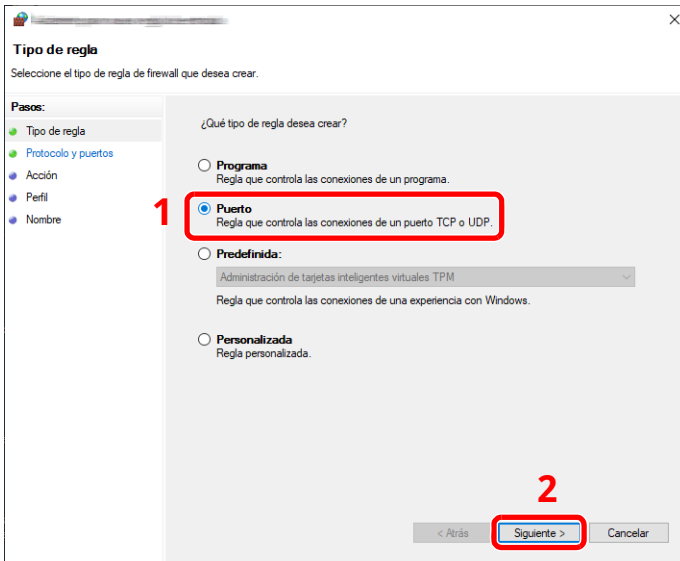 Tipo de regla
Seleccione el tipo de regla de firewall que desea crear.
Pasos:
Tipo de regla
Protocolo y puertos
Acción
Perfil
Nombre
¿Qué tipo de regla desea crear?
Programa
Regla que controla las conexiones de un programa.
1
Puerto
Regla que controla las conexiones de un puerto TCP o UDP.
Predefinida:
Administración de tarjetas inteligentes virtuales TPM
Regla que controla las conexiones de una experiencia con Windows.
Personalizada
Regla personalizada.
2
< Atrás Siguiente > Cancelar